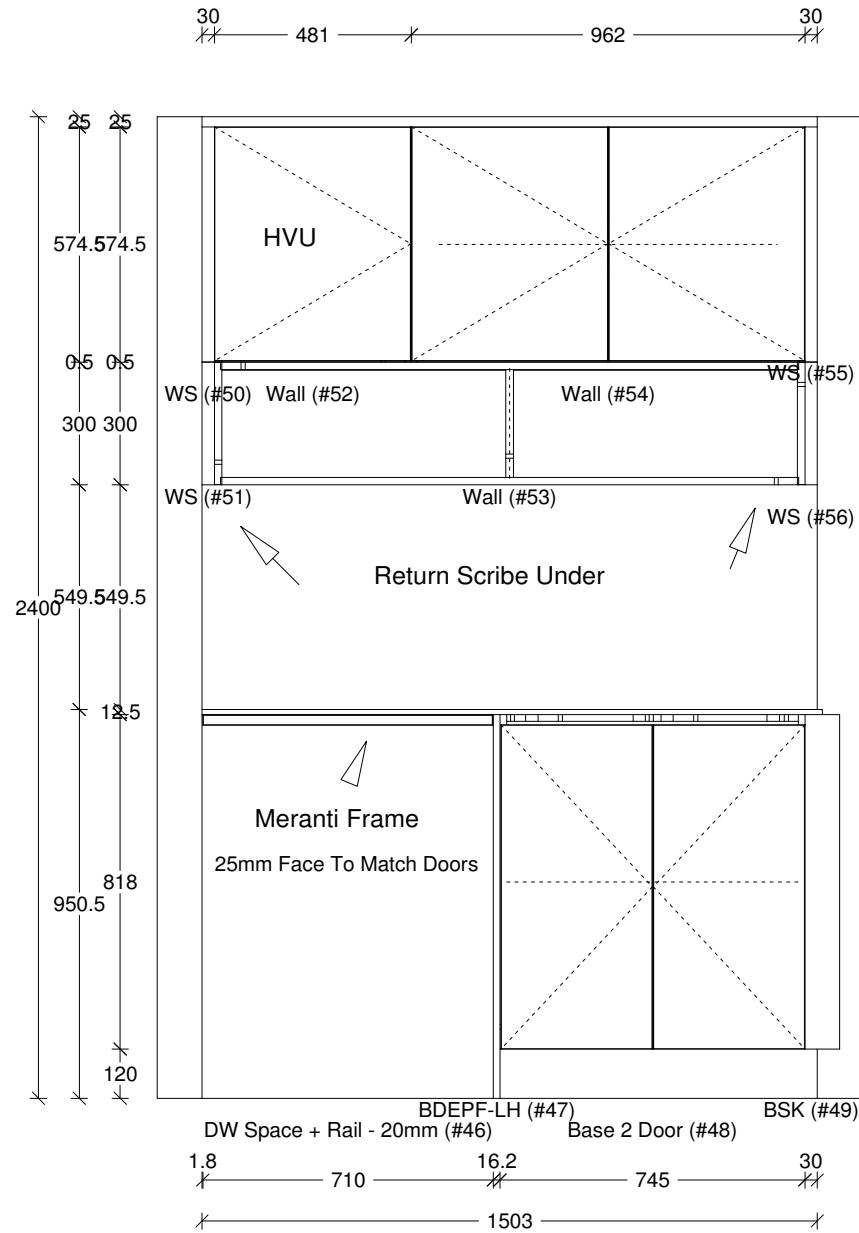 30 30
481 962
25 25
574.5 574.5
HVU
0.5 0.5
WS (#55)
WS (#50) Wall (#52) Wall (#54)
300 300
WS (#51) Wall (#53)
WS (#56)
Return Scribe Under
549.5 549.5
2400
12.5
Meranti Frame
25mm Face To Match Doors
818
950.5
120
BDEPF-LH (#47) BSK (#49)
DW Space + Rail - 20mm (#46) Base 2 Door (#48)
1.8 16.2 30
710 745
1503